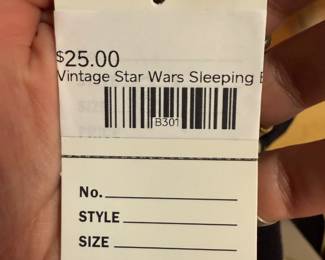 $25.00
Vintage Star Wars Sleeping
B301
No.
STYLE
SIZE